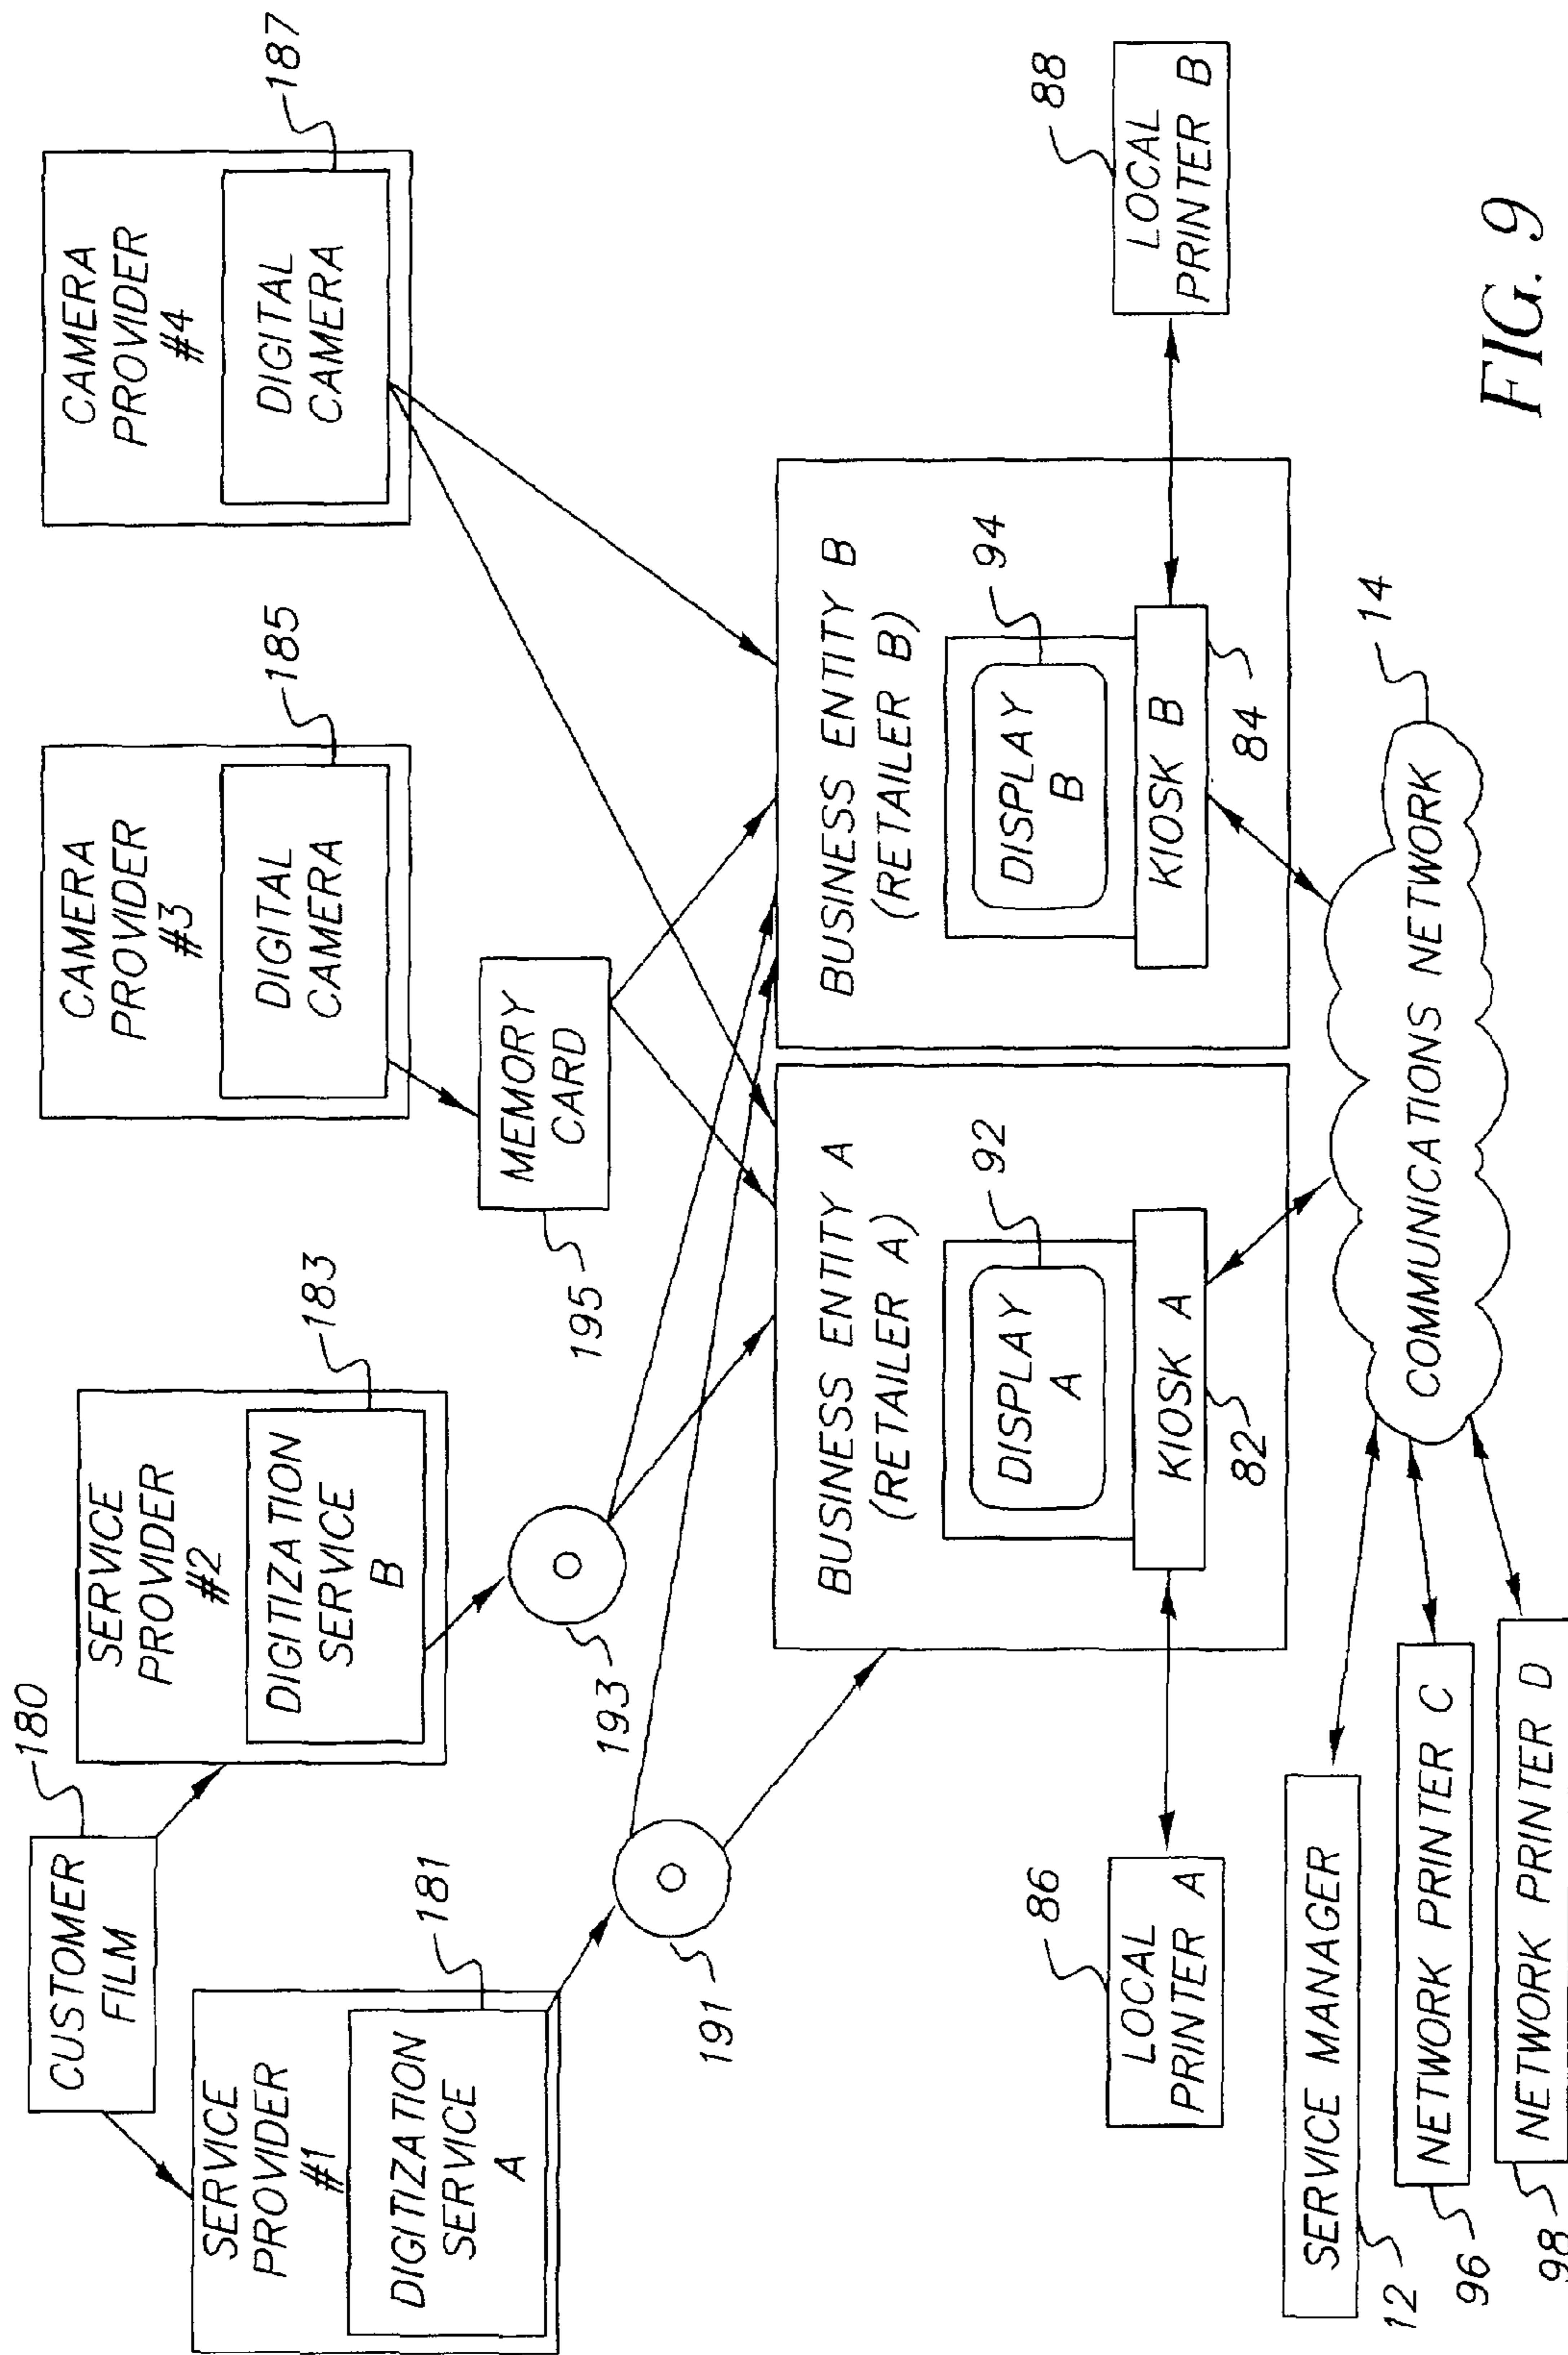 180
CUSTOMER
FILM
SERVICE
PROVIDER
#1
DIGITIZATION
SERVICE
A
181
SERVICE
PROVIDER
#2
DIGITIZATION
SERVICE
B
183
CAMERA
PROVIDER
#3
DIGITAL
CAMERA
185
CAMERA
PROVIDER
#4
DIGITAL
CAMERA
187
191
193
MEMORY
CARD
195
BUSINESS ENTITY A
(RETAILER A)
DISPLAY
A
92
KIOSK A
82
BUSINESS ENTITY B
(RETAILER B)
DISPLAY
B
94
KIOSK B
84
86
LOCAL
PRINTER A
88
LOCAL
PRINTER B
COMMUNICATIONS NETWORK
14
SERVICE MANAGER
12
NETWORK PRINTER C
96
NETWORK PRINTER D
98
FIG. 9